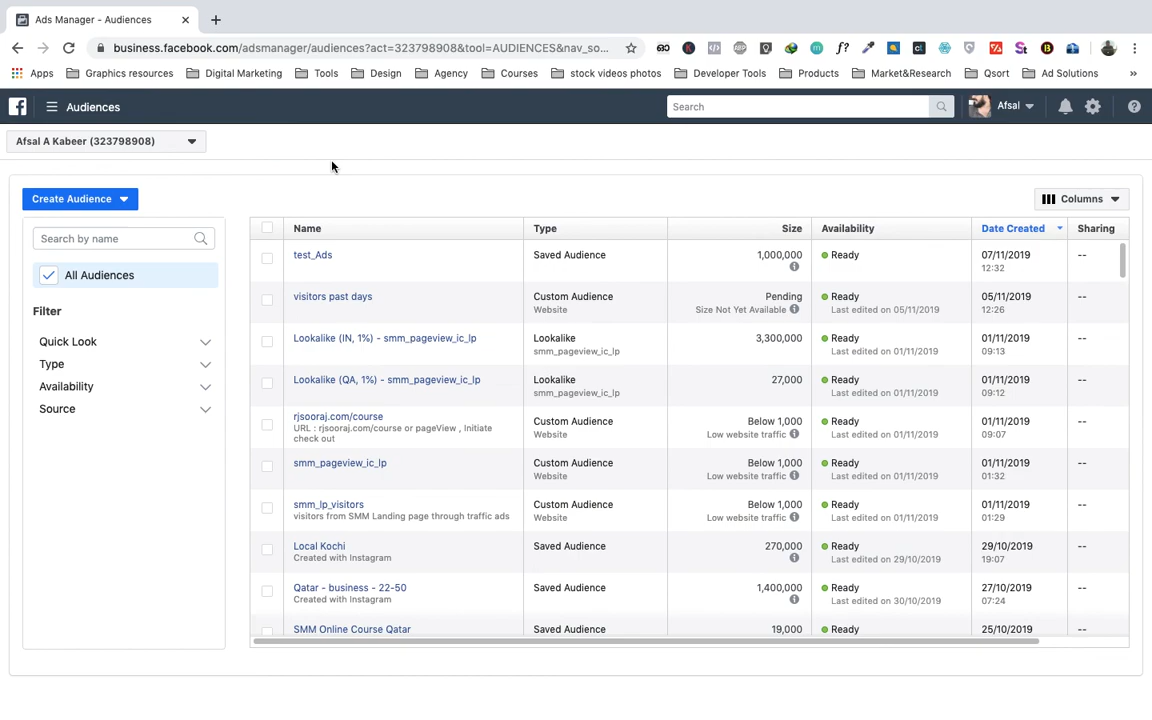 Ads Manager - Audiences
business.facebook.com/adsmanager/audiences?act=323798908&tool=AUDIENCES&nav_so...
Apps Graphics resources Digital Marketing Tools Design Agency Courses stock videos photos Developer Tools Products Market&Research Qsort Ad Solutions »
Audiences Search Afsal
Afsal A Kabeer (323798908)
Create Audience Columns
Search by name
All Audiences
Filter
Quick Look
Type
Availability
Source
Name Type Size Availability Date Created Sharing
test_Ads Saved Audience 1,000,000 Ready 07/11/2019 --
12:32
visitors past days Custom Audience Pending Ready 05/11/2019 --
Website Size Not Yet Available Last edited on 05/11/2019 12:26
Lookalike (IN, 1%) - smm_pageview_ic_lp Lookalike 3,300,000 Ready 01/11/2019 --
smm_pageview_ic_lp Last edited on 01/11/2019 09:13
Lookalike (QA, 1%) - smm_pageview_ic_lp Lookalike 27,000 Ready 01/11/2019 --
smm_pageview_ic_lp Last edited on 01/11/2019 09:12
rjsooraj.com/course Custom Audience Below 1,000 Ready 01/11/2019 --
URL : rjsooraj.com/course or pageView , Initiate Website Low website traffic Last edited on 01/11/2019 09:07
check out
smm_pageview_ic_lp Custom Audience Below 1,000 Ready 01/11/2019 --
Website Low website traffic Last edited on 01/11/2019 01:32
smm_lp_visitors Custom Audience Below 1,000 Ready 01/11/2019 --
visitors from SMM Landing page through traffic ads Website Low website traffic Last edited on 01/11/2019 01:29
Local Kochi Saved Audience 270,000 Ready 29/10/2019 --
Created with Instagram Last edited on 29/10/2019 19:07
Qatar - business - 22-50 Saved Audience 1,400,000 Ready 27/10/2019 --
Created with Instagram Last edited on 30/10/2019 07:24
SMM Online Course Qatar Saved Audience 19,000 Ready 25/10/2019 --